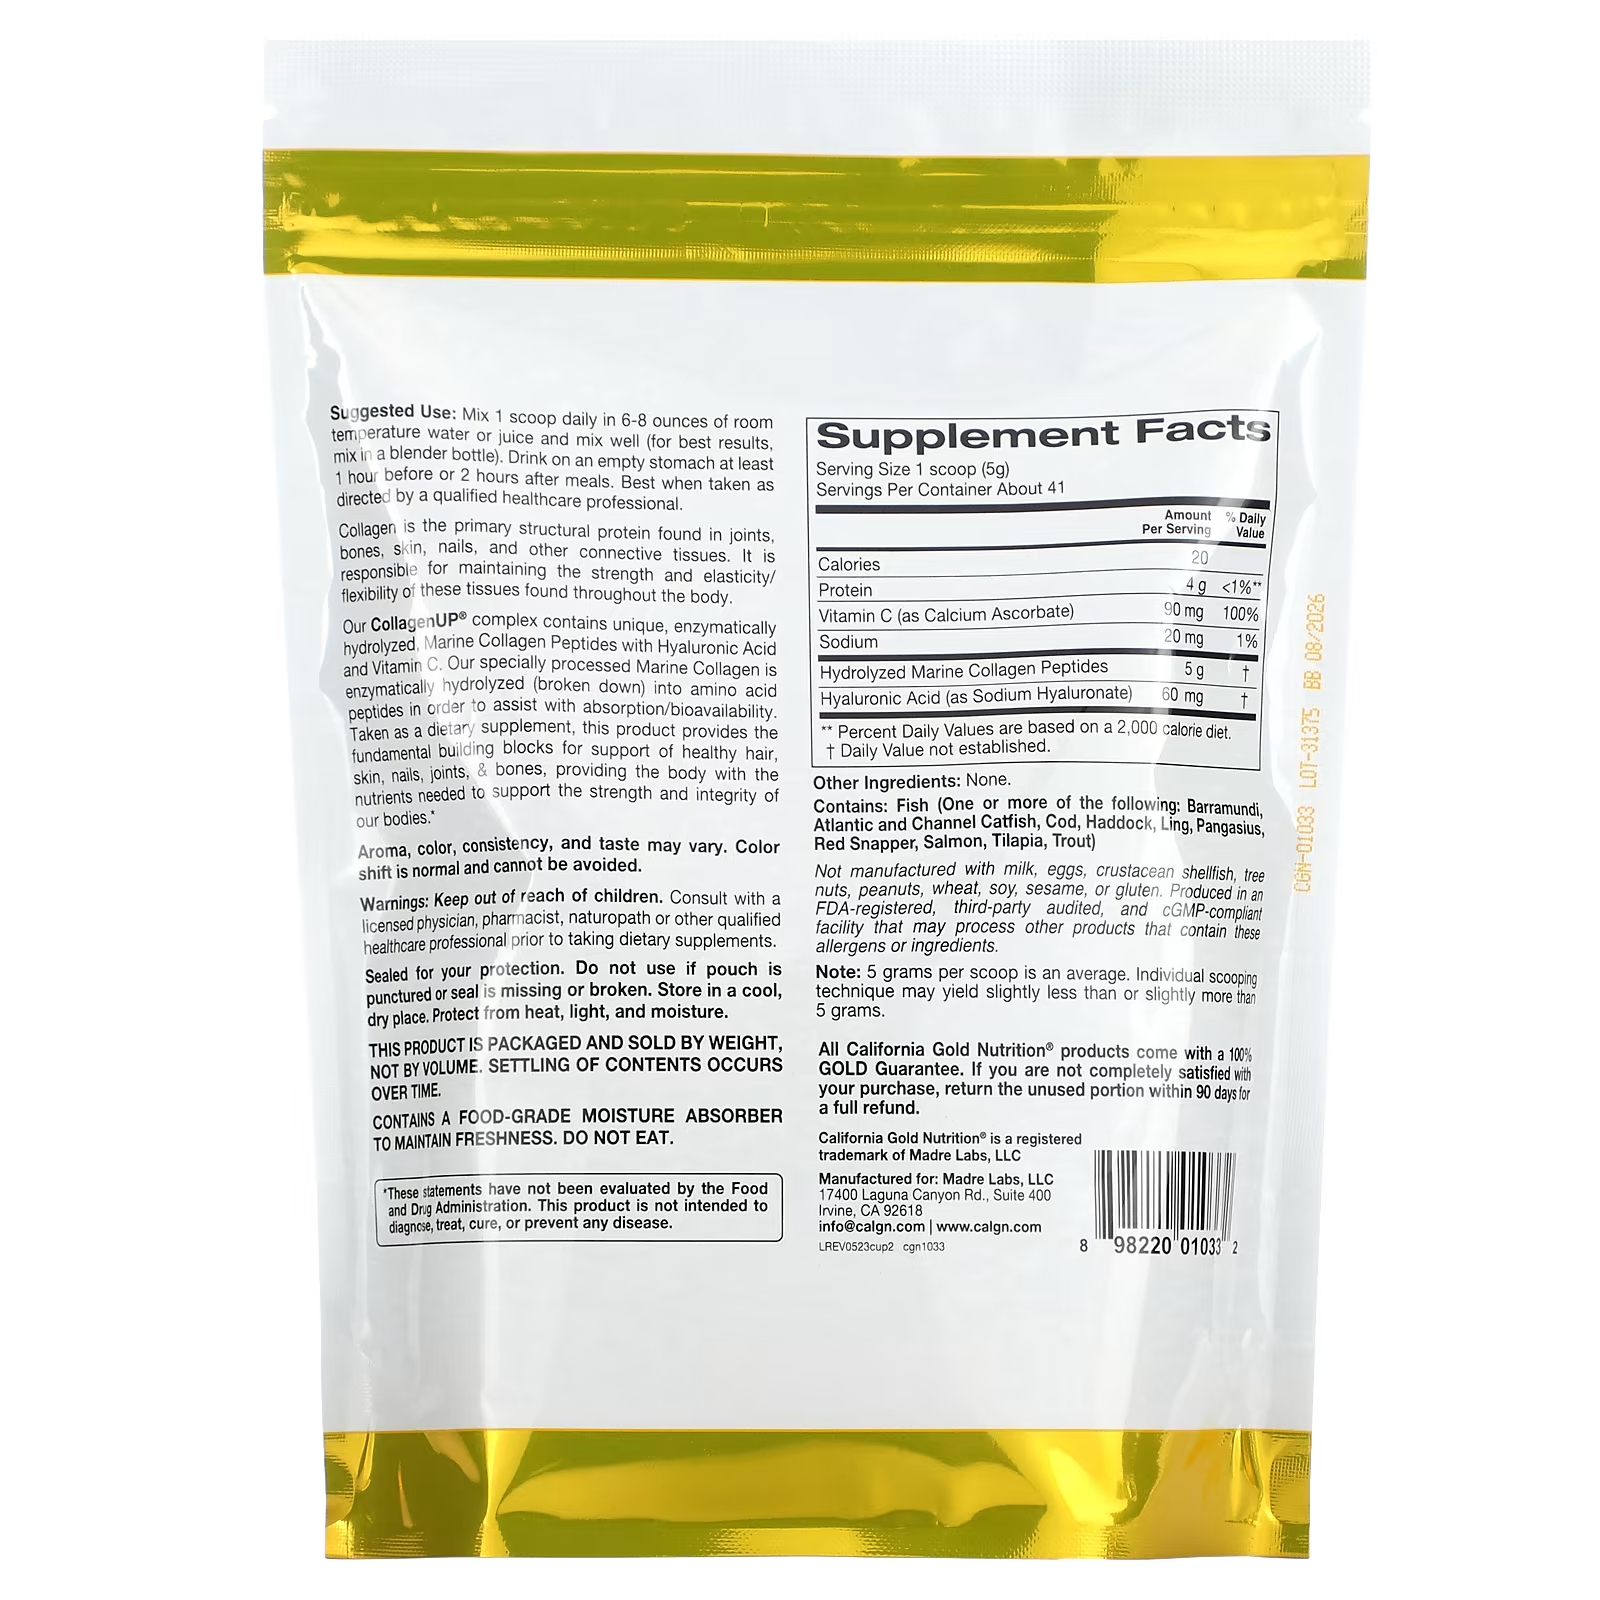 Suggested Use: Mix 1 scoop daily in 6-8 ounces of room
temperature water or juice and mix well (for best results,
mix in a blender bottle). Drink on an empty stomach at least
1 hour before or 2 hours after meals. Best when taken as
directed by a qualified healthcare professional.
Collagen is the primary structural protein found in joints,
bones, skin, nails, and other connective tissues. It is
responsible for maintaining the strength and elasticity/
flexibility of these tissues found throughout the body.
Our CollagenUP® complex contains unique, enzymatically
hydrolyzed, Marine Collagen Peptides with Hyaluronic Acid
and Vitamin C. Our specially processed Marine Collagen is
enzymatically hydrolyzed (broken down) into amino acid
peptides in order to assist with absorption/bioavailability.
Taken as a dietary supplement, this product provides the
fundamental building blocks for support of healthy hair,
skin, nails, joints, & bones, providing the body with the
nutrients needed to support the strength and integrity of
our bodies.*
Aroma, color, consistency, and taste may vary. Color
shift is normal and cannot be avoided.
Warnings: Keep out of reach of children. Consult with a
licensed physician, pharmacist, naturopath or other qualified
healthcare professional prior to taking dietary supplements.
Sealed for your protection. Do not use if pouch is
punctured or seal is missing or broken. Store in a cool,
dry place. Protect from heat, light, and moisture.
THIS PRODUCT IS PACKAGED AND SOLD BY WEIGHT,
NOT BY VOLUME. SETTLING OF CONTENTS OCCURS
OVER TIME.
CONTAINS A FOOD-GRADE MOISTURE ABSORBER
TO MAINTAIN FRESHNESS. DO NOT EAT.
*These statements have not been evaluated by the Food
and Drug Administration. This product is not intended to
diagnose, treat, cure, or prevent any disease.
Supplement Facts
Serving Size 1 scoop (5g)
Servings Per Container About 41
Amount % Daily
Per Serving Value
Calories 20
Protein 4 g <1%**
Vitamin C (as Calcium Ascorbate) 90 mg 100%
Sodium 20 mg 1%
Hydrolyzed Marine Collagen Peptides 5 g †
Hyaluronic Acid (as Sodium Hyaluronate) 60 mg †
** Percent Daily Values are based on a 2,000 calorie diet.
† Daily Value not established.
Other Ingredients: None.
Contains: Fish (One or more of the following: Barramundi,
Atlantic and Channel Catfish, Cod, Haddock, Ling, Pangasius,
Red Snapper, Salmon, Tilapia, Trout)
Not manufactured with milk, eggs, crustacean shellfish, tree
nuts, peanuts, wheat, soy, sesame, or gluten. Produced in an
FDA-registered, third-party audited, and cGMP-compliant
facility that may process other products that contain these
allergens or ingredients.
Note: 5 grams per scoop is an average. Individual scooping
technique may yield slightly less than or slightly more than
5 grams.
All California Gold Nutrition® products come with a 100%
GOLD Guarantee. If you are not completely satisfied with
your purchase, return the unused portion within 90 days for
a full refund.
California Gold Nutrition® is a registered
trademark of Madre Labs, LLC
Manufactured for: Madre Labs, LLC
17400 Laguna Canyon Rd., Suite 400
Irvine, CA 92618
info@calgn.com | www.calgn.com
LREV0523cup2 cgn1033
8 98220 01033 2
CGN-01033 LOT-31375 BB 08/2026